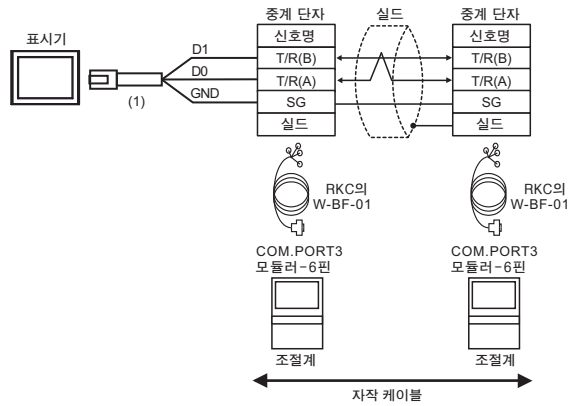 중계 단자
실드
중계 단자
표시기
신호명
신호명
D1
T/R(B)
T/R(B)
D0
T/R(A)
T/R(A)
GND
(1)
SG
SG
실드
실드
RKC의
W-BF-01
RKC의
W-BF-01
COM.PORT3
모듈러-6핀
COM.PORT3
모듈러-6핀
조절계
조절계
자작 케이블